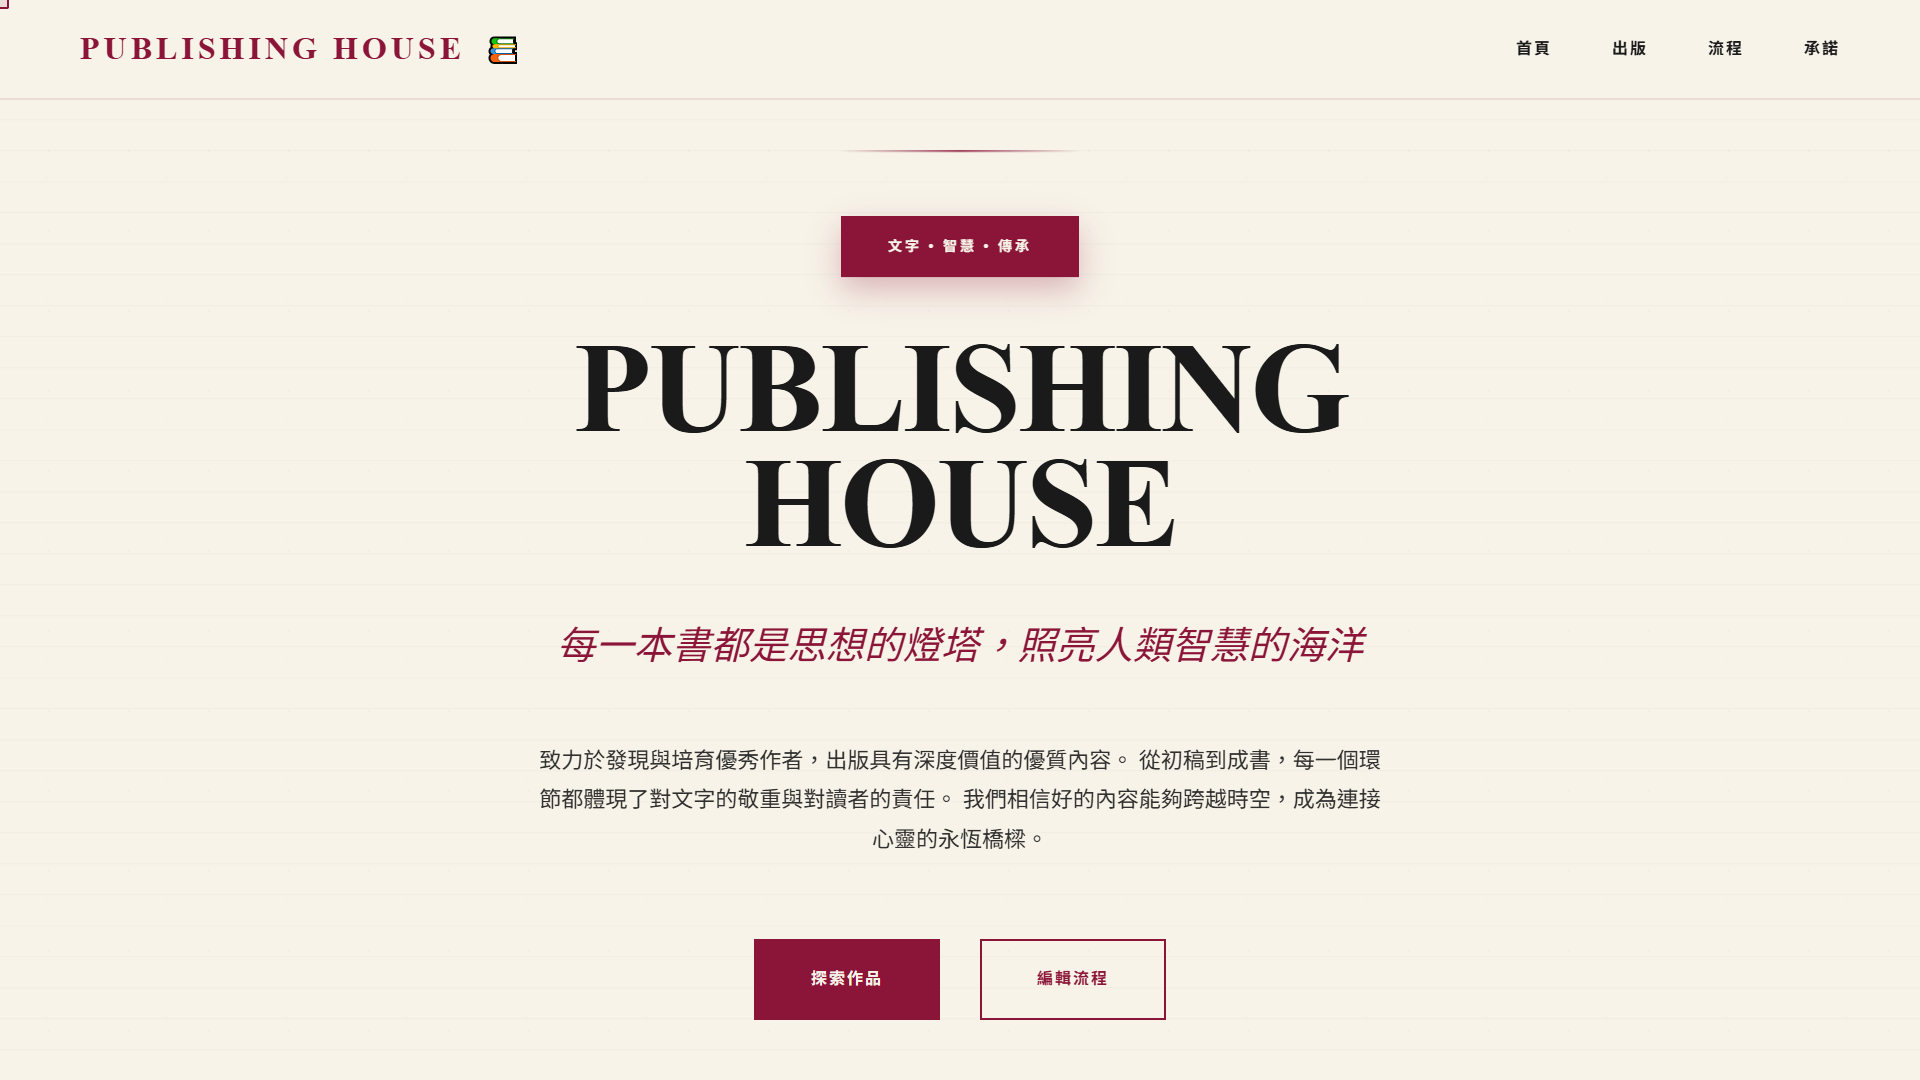 PUBLISHING HOUSE
首頁
出版
流程
承諾
文字 • 智慧 • 傳承
PUBLISHING
HOUSE
每一本書都是思想的燈塔，照亮人類智慧的海洋
致力於發現與培育優秀作者，出版具有深度價值的優質內容。 從初稿到成書，每一個環
節都體現了對文字的敬重與對讀者的責任。 我們相信好的內容能夠跨越時空，成為連接
心靈的永恆橋樑。
探索作品
編輯流程